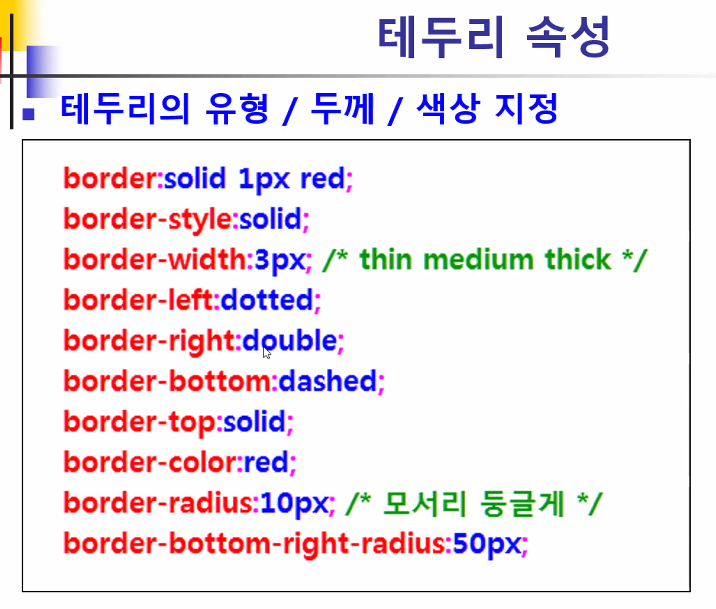 테두리 속성
테두리의 유형 / 두께 / 색상 지정
border:solid 1px red;
border-style:solid;
border-width:3px; /* thin medium thick */
border-left:dotted;
border-right:double;
border-bottom:dashed;
border-top:solid;
border-color:red;
border-radius:10px; /* 모서리 둥글게 */
border-bottom-right-radius:50px;